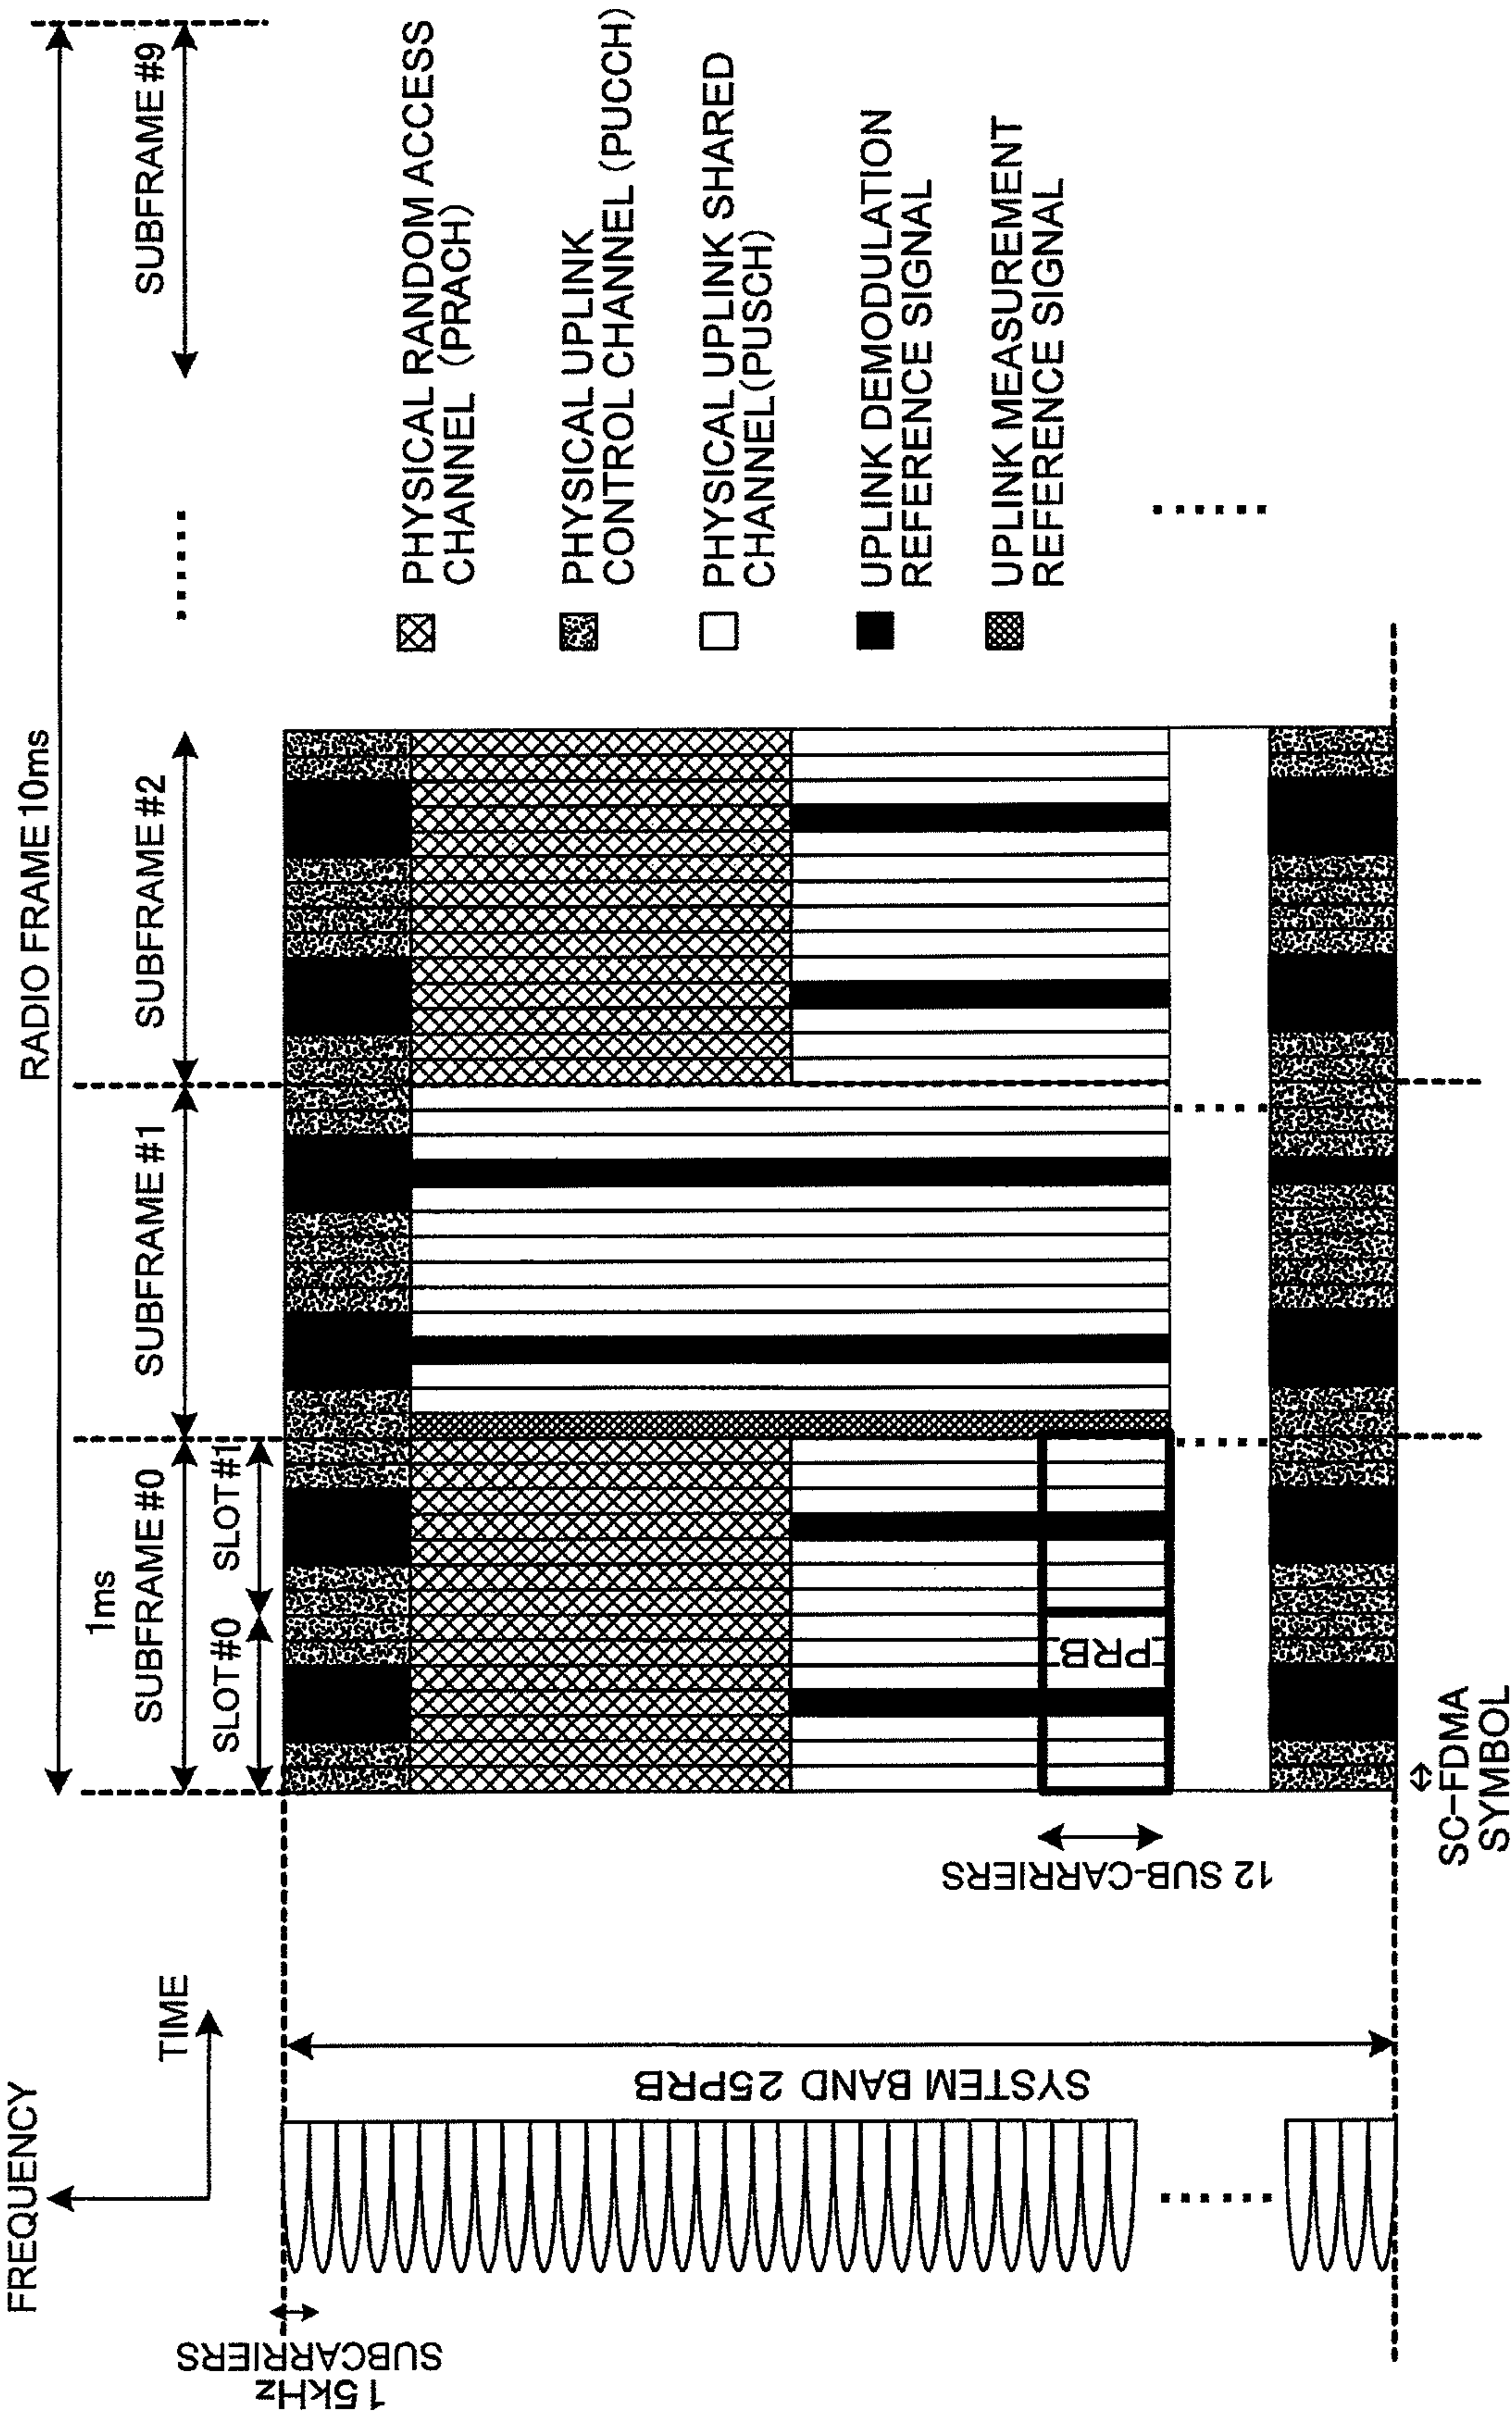 RADIO FRAME 10ms
1ms
SUBFRAME #0
SUBFRAME #1
SUBFRAME #2
SUBFRAME #9
SLOT#0
SLOT #1
FREQUENCY
TIME
15kHz
SUBCARRIERS
SYSTEM BAND 25PRB
12 SUB-CARRIERS
PRB
SC-FDMA
SYMBOL
PHYSICAL RANDOM ACCESS
CHANNEL (PRACH)
PHYSICAL UPLINK
CONTROL CHANNEL (PUCCH)
PHYSICAL UPLINK SHARED
CHANNEL(PUSCH)
UPLINK DEMODULATION
REFERENCE SIGNAL
UPLINK MEASUREMENT
REFERENCE SIGNAL